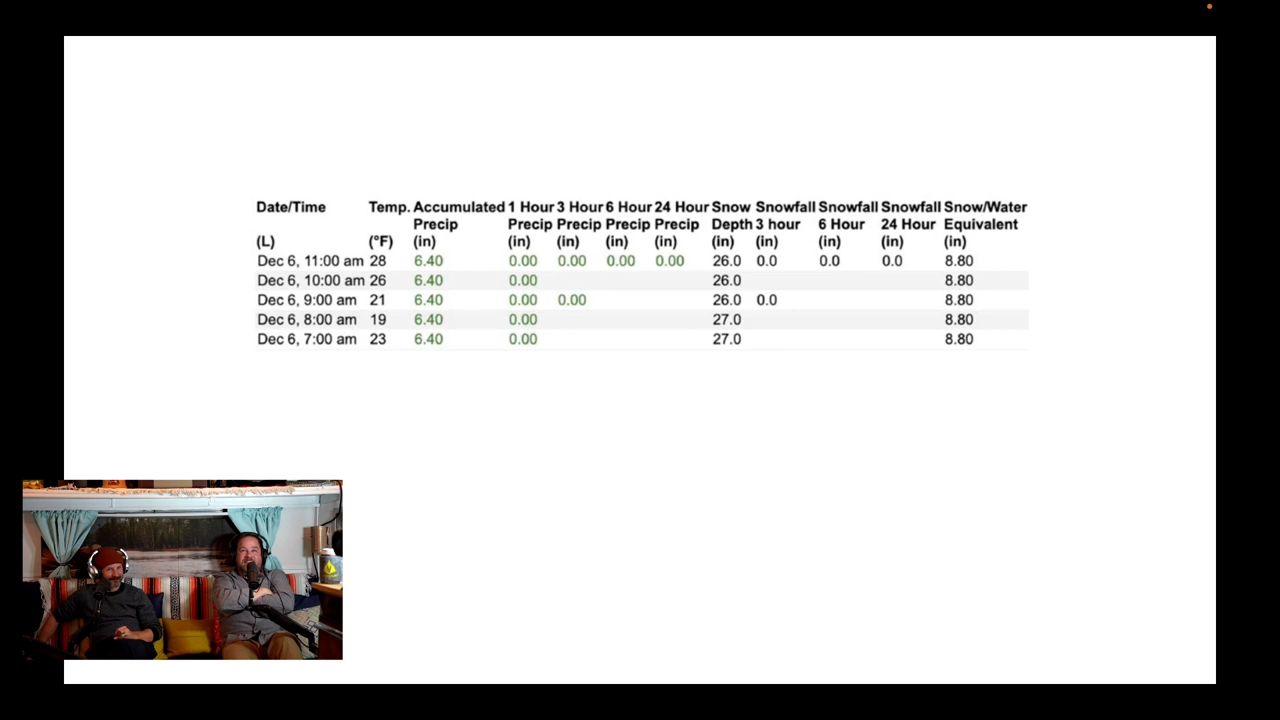 Date/Time Temp. Accumulated 1 Hour 3 Hour 6 Hour 24 Hour Snow Snowfall Snowfall Snowfall Snow/Water
Precip Precip Precip Precip Precip Depth 3 hour 6 Hour 24 Hour Equivalent
(L) (°F) (in) (in) (in) (in) (in) (in) (in) (in) (in) (in)
Dec 6, 11:00 am 28 6.40 0.00 0.00 0.00 0.00 26.0 0.0 0.0 0.0 8.80
Dec 6, 10:00 am 26 6.40 0.00 26.0 8.80
Dec 6, 9:00 am 21 6.40 0.00 0.00 26.0 0.0 8.80
Dec 6, 8:00 am 19 6.40 0.00 27.0 8.80
Dec 6, 7:00 am 23 6.40 0.00 27.0 8.80